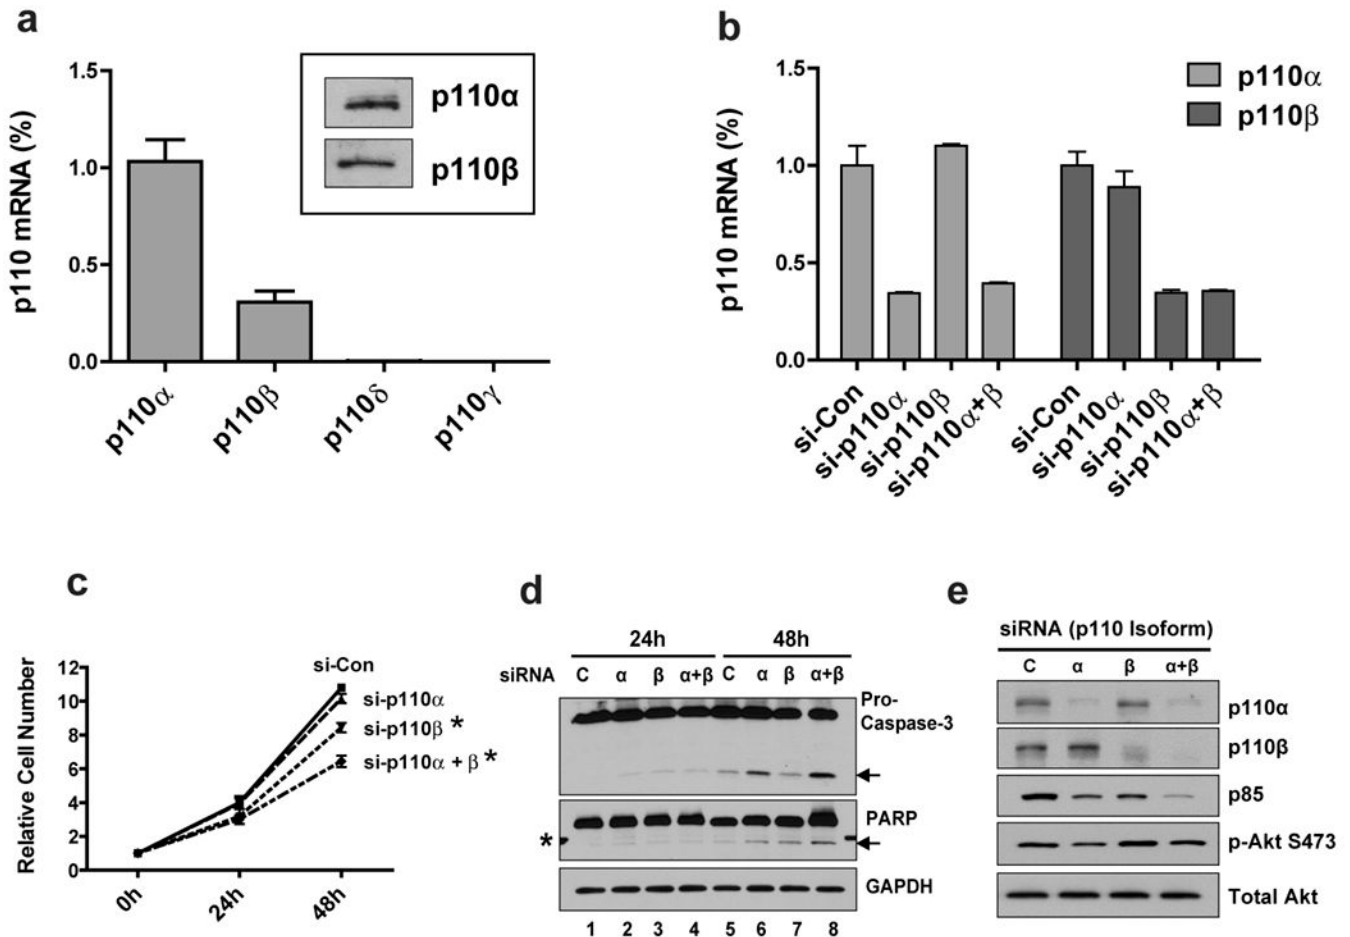 a
p110 mRNA (%)
1.5
1.0
0.5
0.0
p110α
p110β
p110α
p110β
p110δ
p110γ
b
p110 mRNA (%)
1.5
1.0
0.5
0.0
p110α
p110β
si-Con
si-p110α
si-p110β
si-p110α+β
si-Con
si-p110α
si-p110β
si-p110α+β
c
Relative Cell Number
12
10
8
6
4
2
0
si-Con
si-p110α
si-p110β *
si-p110α + β *
0h
24h
48h
d
24h 48h
siRNA C α β α+β C α β α+β
Pro-
Caspase-3
PARP
*
GAPDH
1 2 3 4 5 6 7 8
e
siRNA (p110 Isoform)
C α β α+β
p110α
p110β
p85
p-Akt S473
Total Akt